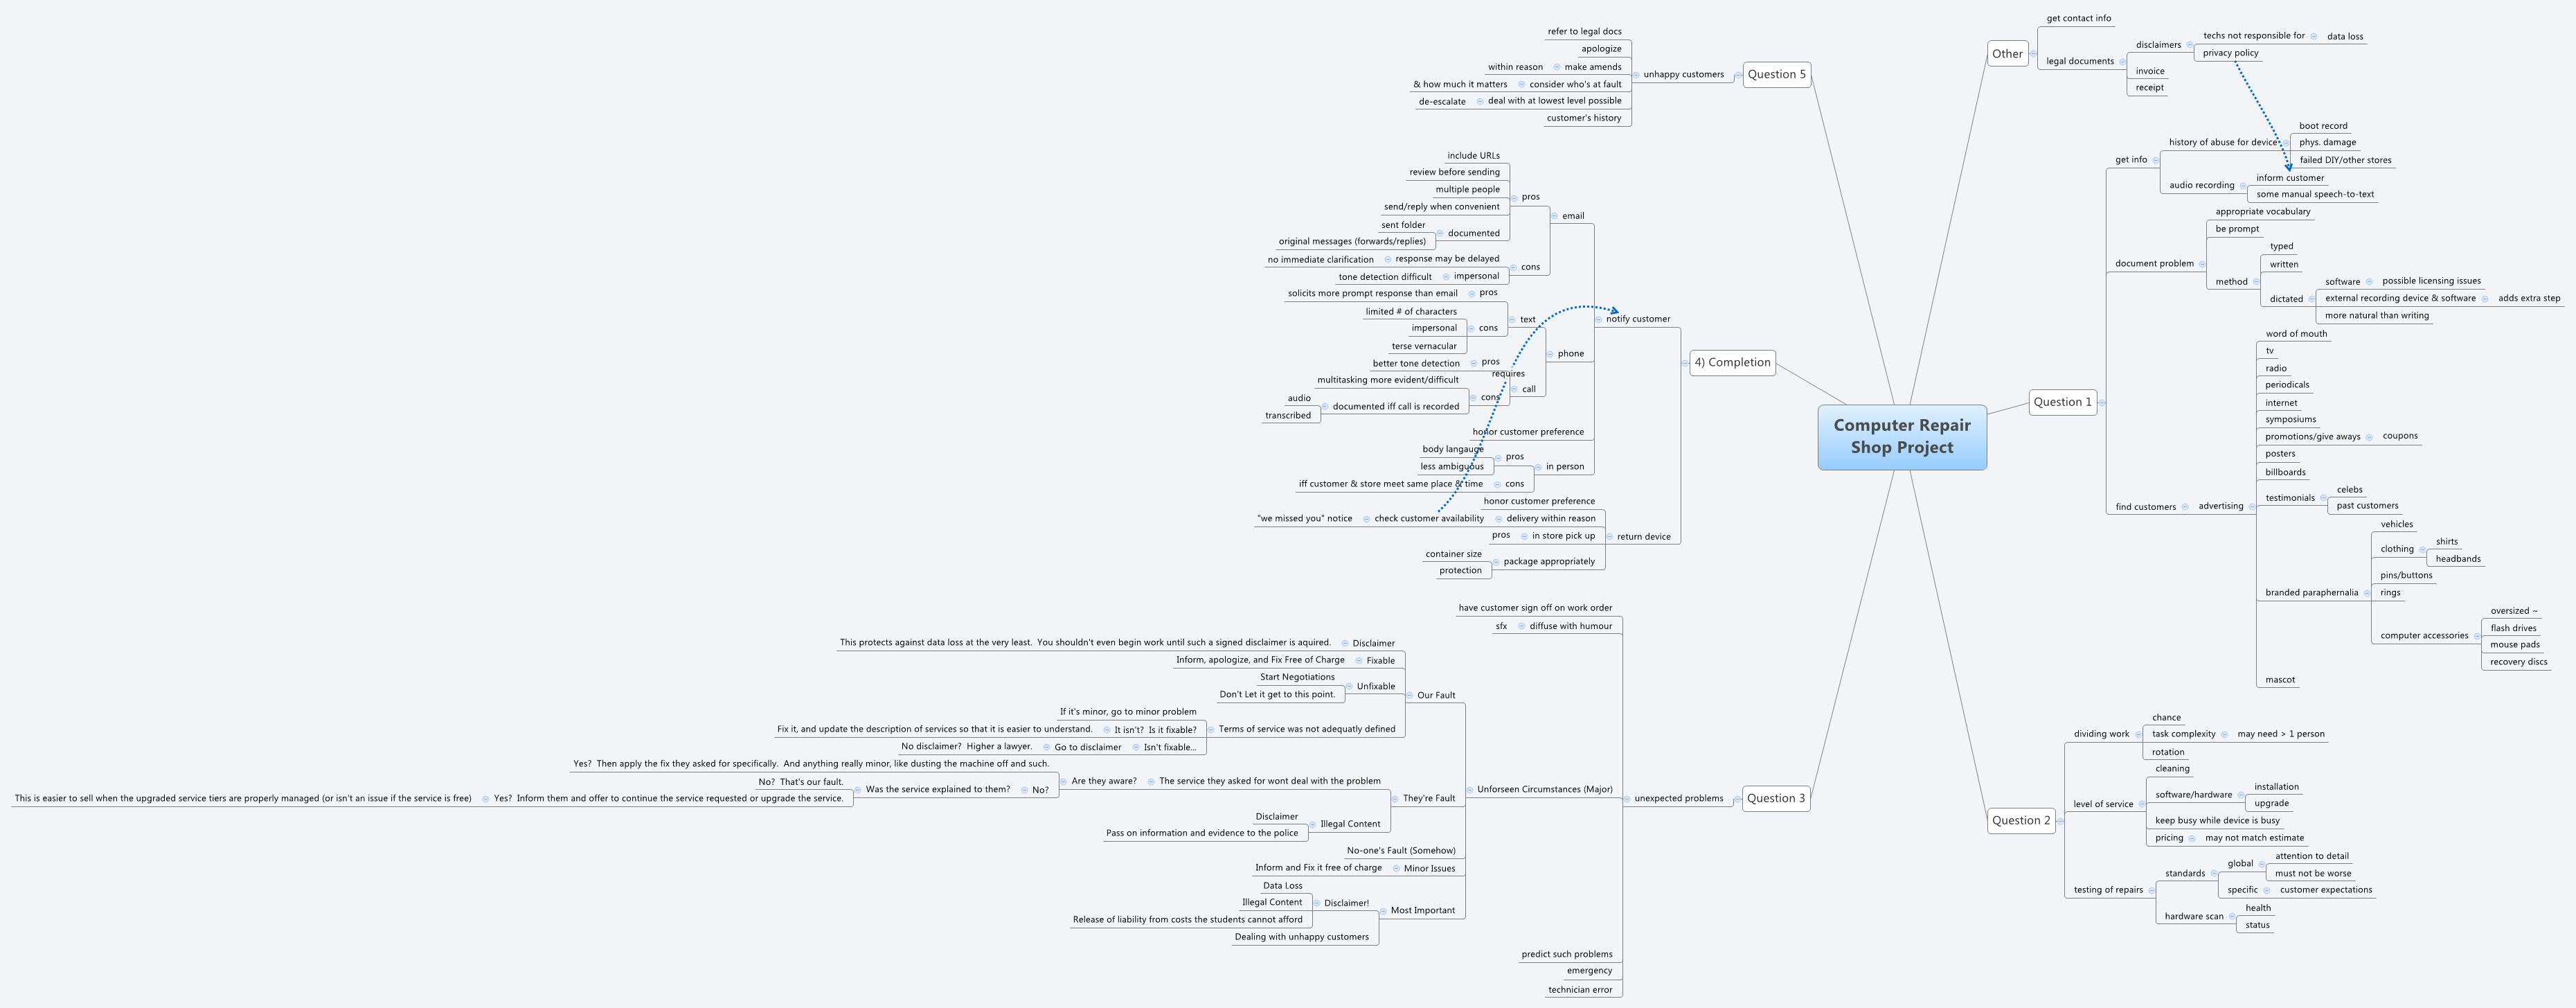 Computer Repair
Shop Project
Other
get contact info
legal documents
disclaimers
techs not responsible for
data loss
privacy policy
invoice
receipt
Question 1
get info
history of abuse for device
boot record
phys. damage
failed DIY/other stores
audio recording
inform customer
some manual speech-to-text
document problem
appropriate vocabulary
be prompt
method
typed
written
dictated
software
possible licensing issues
external recording device & software
adds extra step
more natural than writing
find customers
advertising
word of mouth
tv
radio
periodicals
internet
symposiums
promotions/give aways
coupons
posters
billboards
testimonials
celebs
past customers
branded paraphernalia
vehicles
clothing
shirts
headbands
pins/buttons
rings
computer accessories
oversized ~
flash drives
mouse pads
recovery discs
mascot
Question 2
dividing work
chance
task complexity
may need > 1 person
rotation
level of service
cleaning
software/hardware
installation
upgrade
keep busy while device is busy
pricing
may not match estimate
testing of repairs
standards
global
attention to detail
must not be worse
specific
customer expectations
hardware scan
health
status
Question 5
unhappy customers
refer to legal docs
apologize
make amends
within reason
consider who's at fault
& how much it matters
deal with at lowest level possible
de-escalate
customer's history
4) Completion
notify customer
email
pros
include URLs
review before sending
multiple people
send/reply when convenient
documented
sent folder
original messages (forwards/replies)
cons
response may be delayed
no immediate clarification
impersonal
tone detection difficult
phone
text
pros
solicits more prompt response than email
cons
limited # of characters
impersonal
terse vernacular
call
pros
better tone detection
requires
cons
multitasking more evident/difficult
documented iff call is recorded
audio
transcribed
honor customer preference
in person
pros
body langauge
less ambiguous
cons
iff customer & store meet same place & time
return device
honor customer preference
delivery within reason
check customer availability
"we missed you" notice
in store pick up
pros
package appropriately
container size
protection
Question 3
unexpected problems
have customer sign off on work order
diffuse with humour
sfx
Unforseen Circumstances (Major)
Our Fault
Disclaimer
This protects against data loss at the very least.  You shouldn't even begin work until such a signed disclaimer is aquired.
Fixable
Inform, apologize, and Fix Free of Charge
Unfixable
Start Negotiations
Don't Let it get to this point.
Terms of service was not adequatly defined
If it's minor, go to minor problem
It isn't?  Is it fixable?
Fix it, and update the description of services so that it is easier to understand.
Isn't fixable...
Go to disclaimer
No disclaimer?  Higher a lawyer.
They're Fault
The service they asked for wont deal with the problem
Are they aware?
Yes?  Then apply the fix they asked for specifically.  And anything really minor, like dusting the machine off and such.
No?
Was the service explained to them?
No?  That's our fault.
Yes?  Inform them and offer to continue the service requested or upgrade the service.
This is easier to sell when the upgraded service tiers are properly managed (or isn't an issue if the service is free)
Illegal Content
Disclaimer
Pass on information and evidence to the police
No-one's Fault (Somehow)
Minor Issues
Inform and Fix it free of charge
Most Important
Disclaimer!
Data Loss
Illegal Content
Release of liability from costs the students cannot afford
Dealing with unhappy customers
predict such problems
emergency
technician error